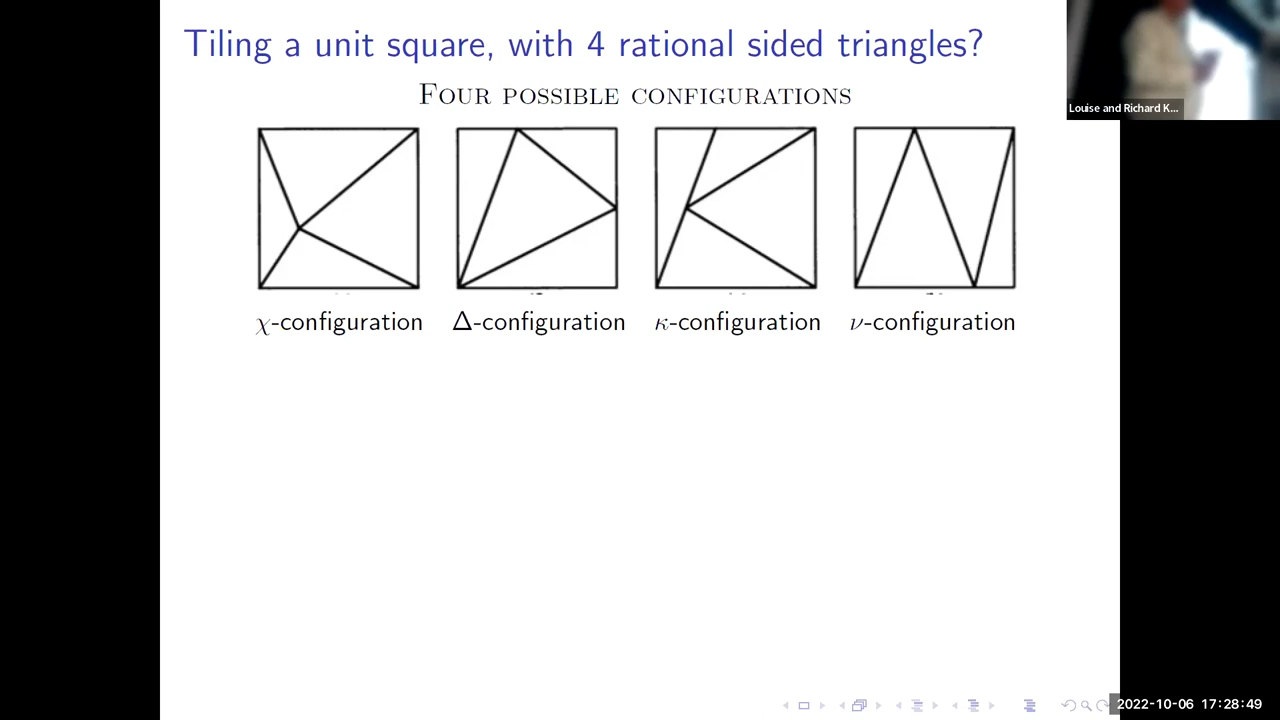 Tiling a unit square, with 4 rational sided triangles?
Louise and Richard K...
Four possible configurations
χ-configuration Δ-configuration κ-configuration ν-configuration
2022-10-06 17:28:49